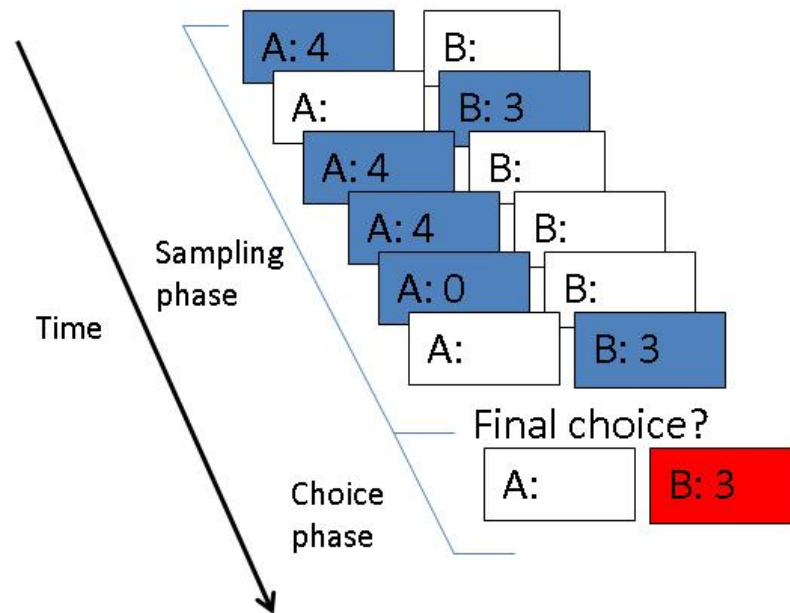 A: 4 B:
A: B: 3
A: 4 B:
A: 4 B:
Sampling
phase
A: 0 B:
Time
A: B: 3
Final choice?
A: B: 3
Choice
phase